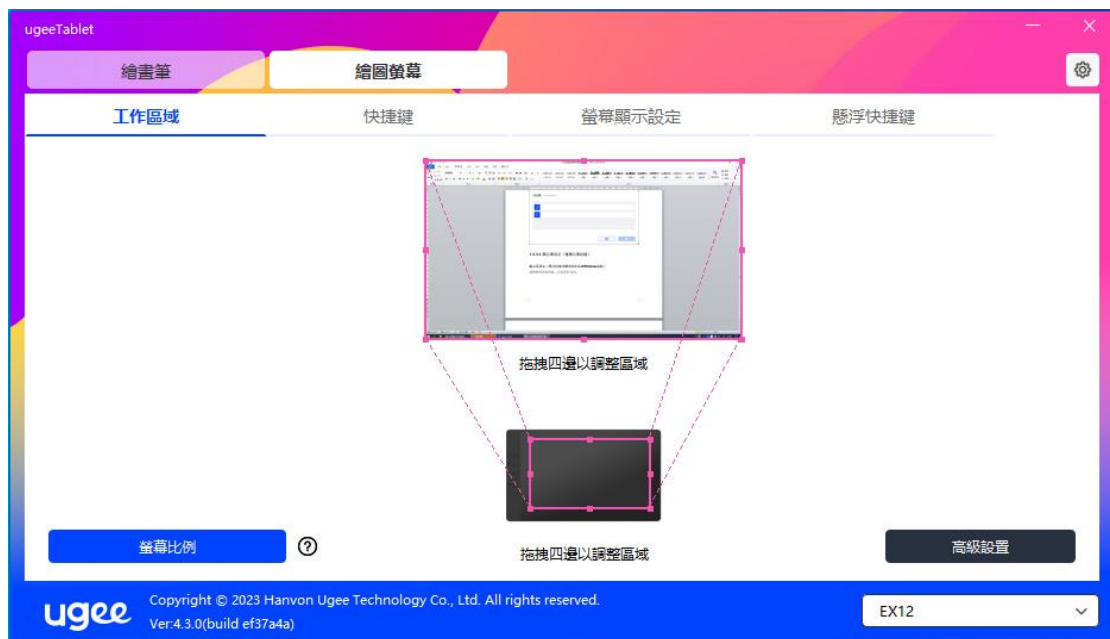 ugeeTablet
繪畫筆
繪圖螢幕
工作區域
快捷鍵
螢幕顯示設定
懸浮快捷鍵
拖拽四邊以調整區域
拖拽四邊以調整區域
螢幕比例
高級設置
ugee
Copyright © 2023 Hanvon Ugee Technology Co., Ltd. All rights reserved.
Ver:4.3.0(build ef37a4a)
EX12